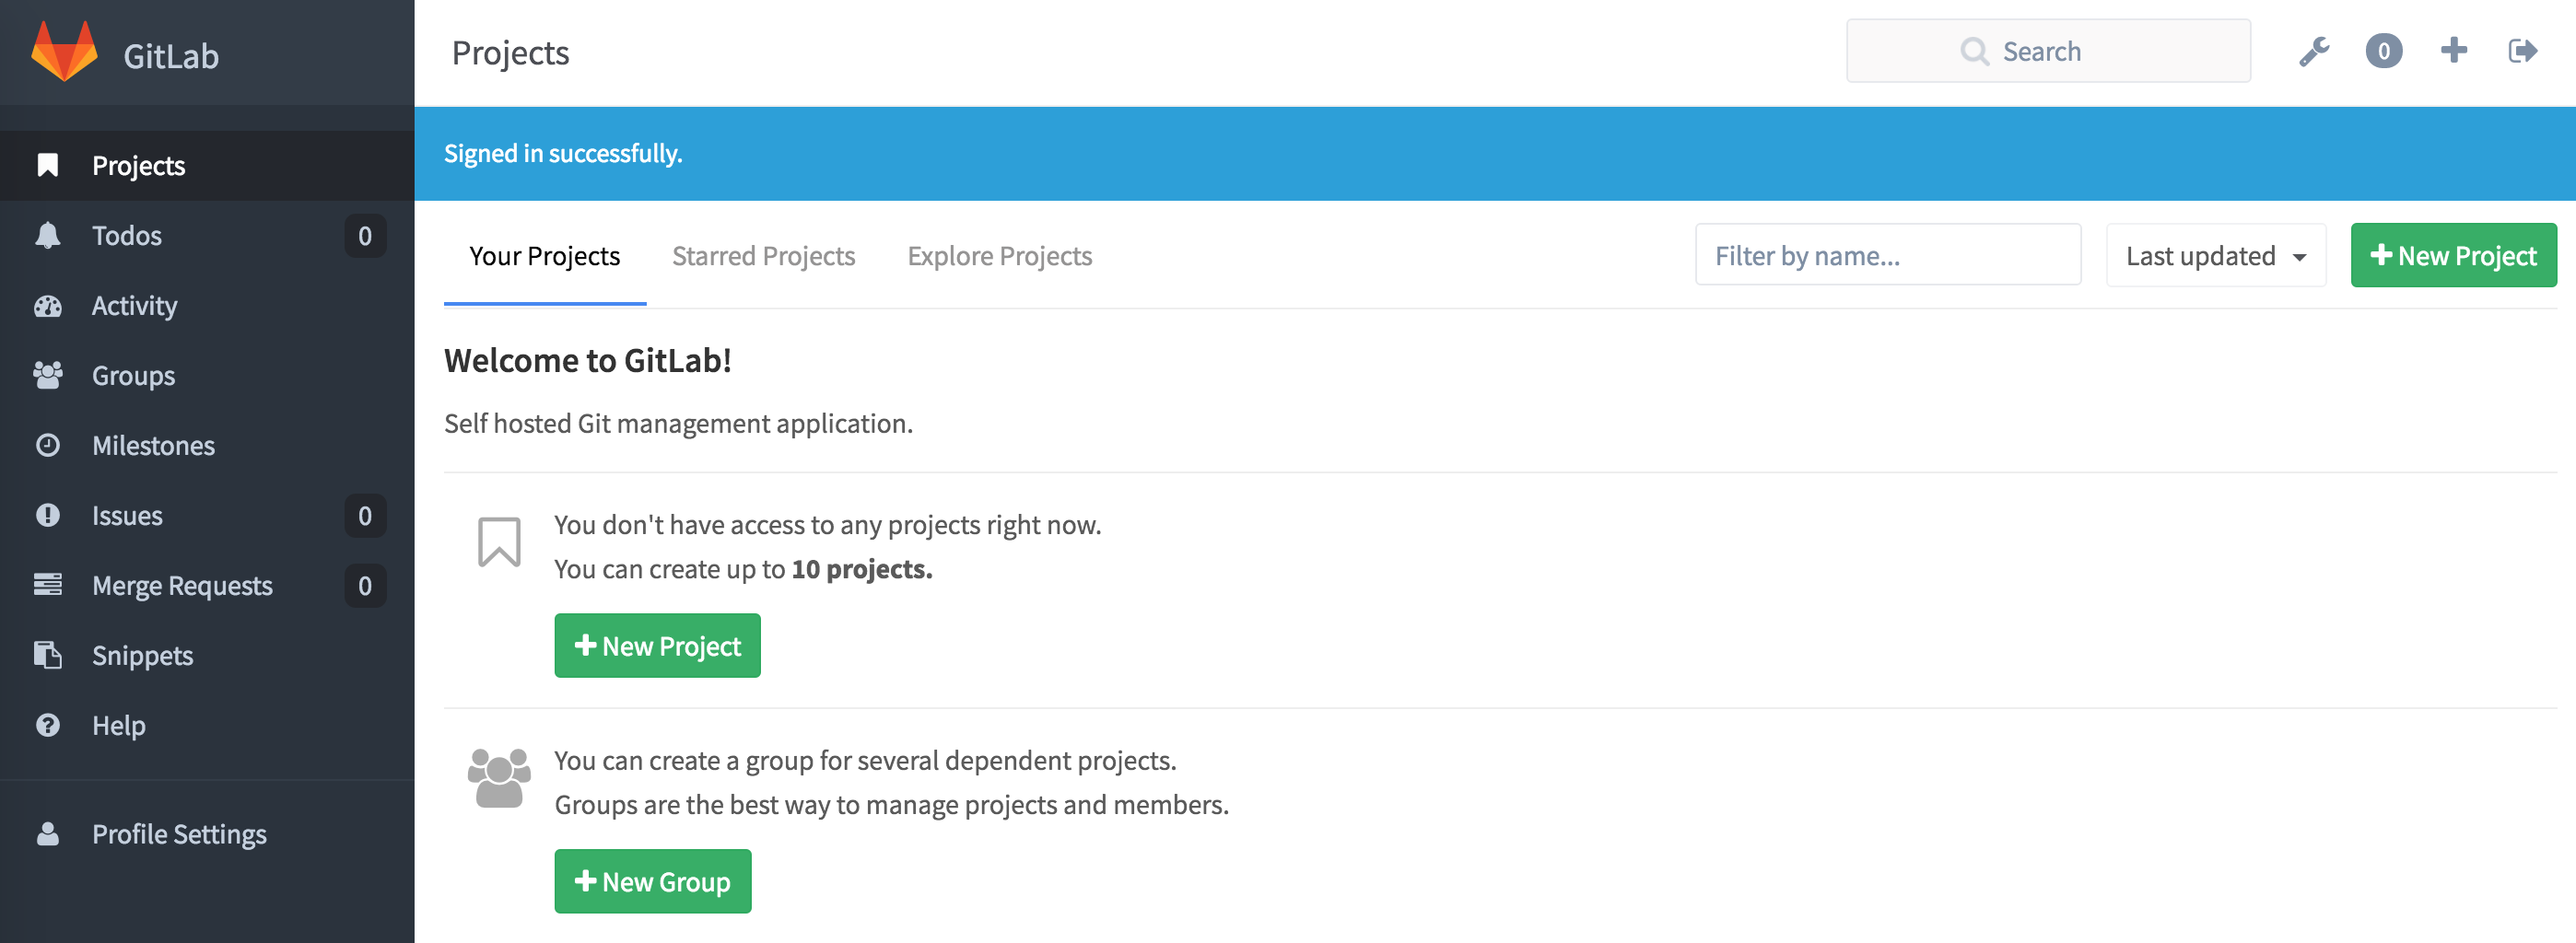 GitLab
Projects
Search
0
Signed in successfully.
Projects
Todos 0
Activity
Groups
Milestones
Issues 0
Merge Requests 0
Snippets
Help
Profile Settings
Your Projects Starred Projects Explore Projects
Filter by name...
Last updated
New Project
Welcome to GitLab!
Self hosted Git management application.
You don't have access to any projects right now.
You can create up to 10 projects.
New Project
You can create a group for several dependent projects.
Groups are the best way to manage projects and members.
New Group